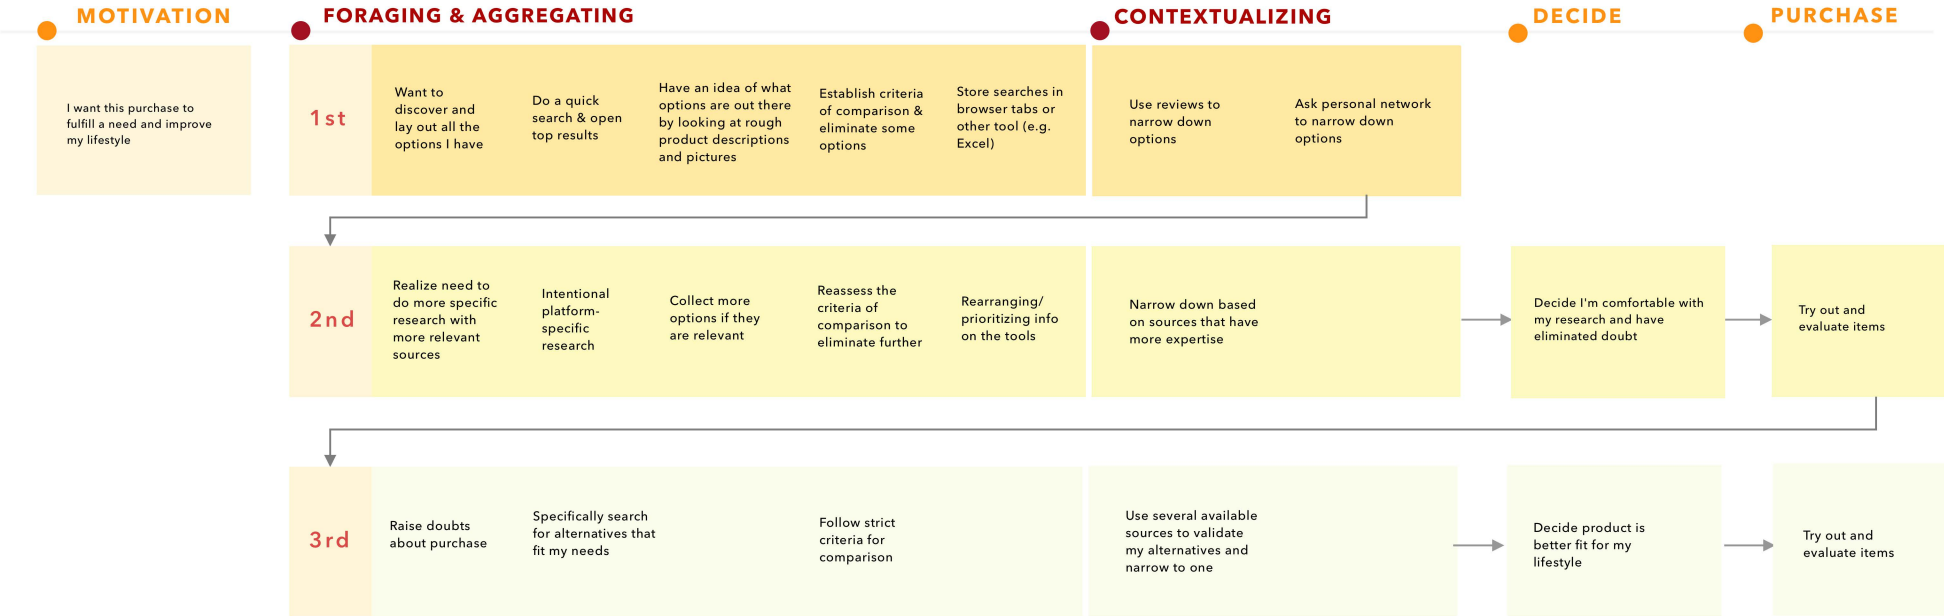 MOTIVATION
FORAGING & AGGREGATING
CONTEXTUALIZING
DECIDE
PURCHASE
I want this purchase to
fulfill a need and improve
my lifestyle
1st
Want to
discover and
lay out all the
options I have
Do a quick
search & open
top results
Have an idea of what
options are out there
by looking at rough
product descriptions
and pictures
Establish criteria
of comparison &
eliminate some
options
Store searches in
browser tabs or
other tool (e.g.
Excel)
Use reviews to
narrow down
options
Ask personal network
to narrow down
options
2nd
Realize need to
do more specific
research with
more relevant
sources
Intentional
platform-
specific
research
Collect more
options if they
are relevant
Reassess the
criteria of
comparison to
eliminate further
Rearranging/
prioritizing info
on the tools
Narrow down based
on sources that have
more expertise
Decide I'm comfortable with
my research and have
eliminated doubt
Try out and
evaluate items
3rd
Raise doubts
about purchase
Specifically search
for alternatives that
fit my needs
Follow strict
criteria for
comparison
Use several available
sources to validate
my alternatives and
narrow to one
Decide product is
better fit for my
lifestyle
Try out and
evaluate items